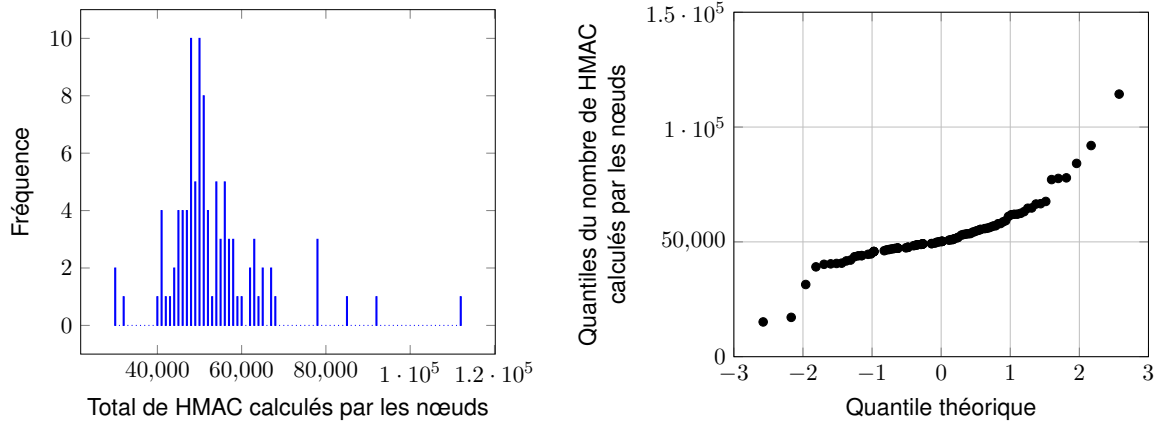 10
8
6
4
2
0
40,000
60,000
80,000
1 · 10^5
1.2 · 10^5
Fréquence
Total de HMAC calculés par les nœuds
1.5 · 10^5
1 · 10^5
50,000
0
−3
−2
−1
0
1
2
3
Quantiles du nombre de HMAC
calculés par les nœuds
Quantile théorique